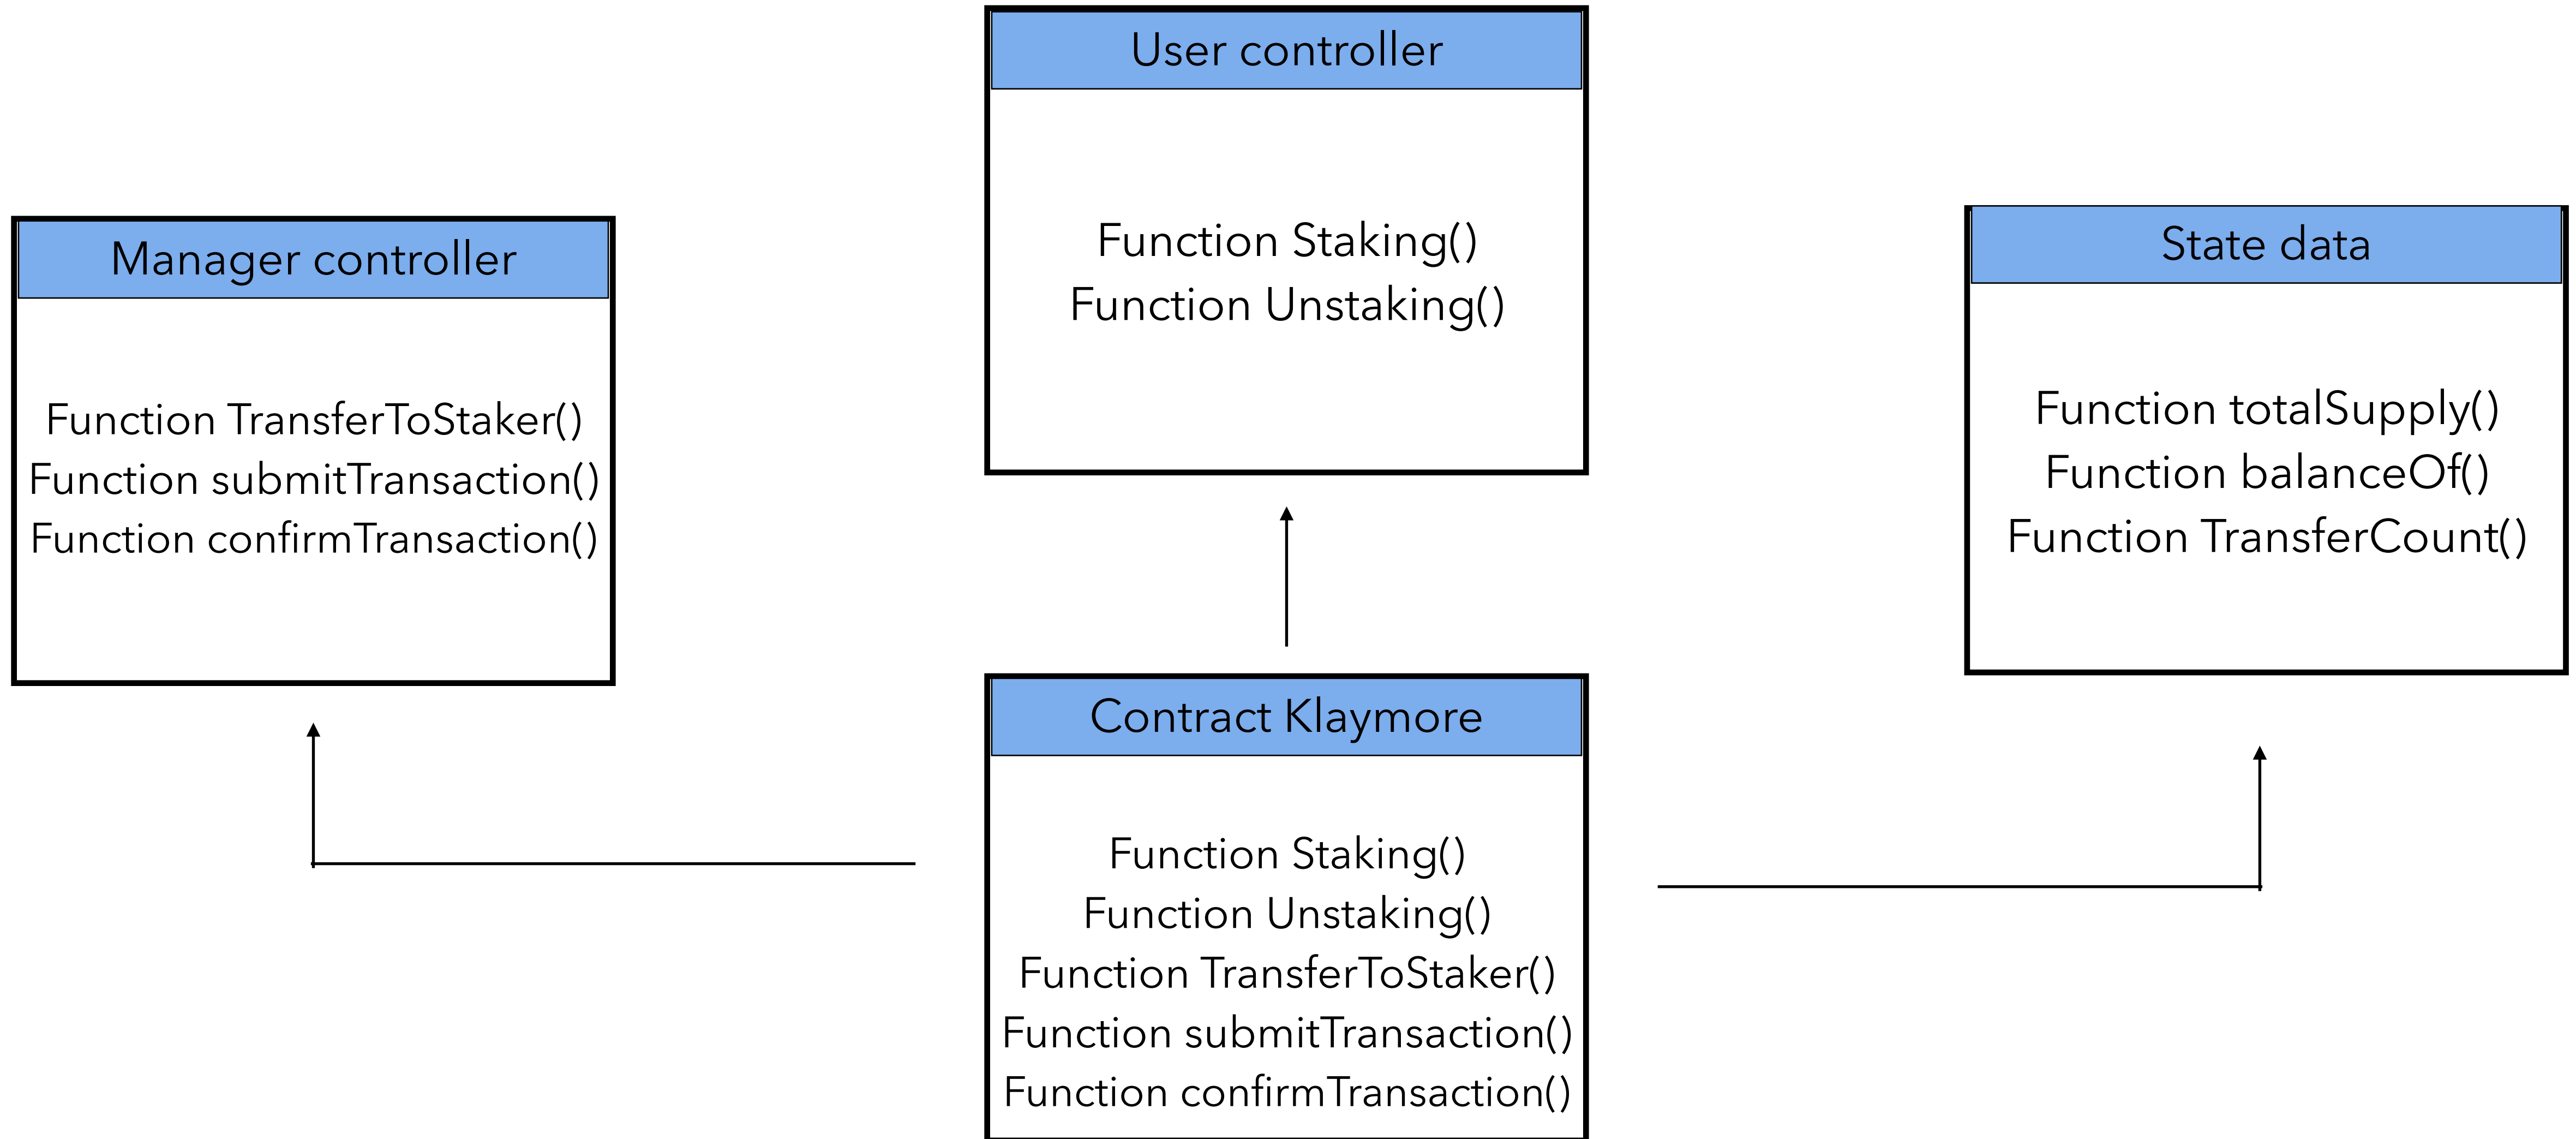 User controller
Function Staking()
Function Unstaking()
Manager controller
Function TransferToStaker()
Function submitTransaction()
Function confirmTransaction()
State data
Function totalSupply()
Function balanceOf()
Function TransferCount()
Contract Klaymore
Function Staking()
Function Unstaking()
Function TransferToStaker()
Function submitTransaction()
Function confirmTransaction()